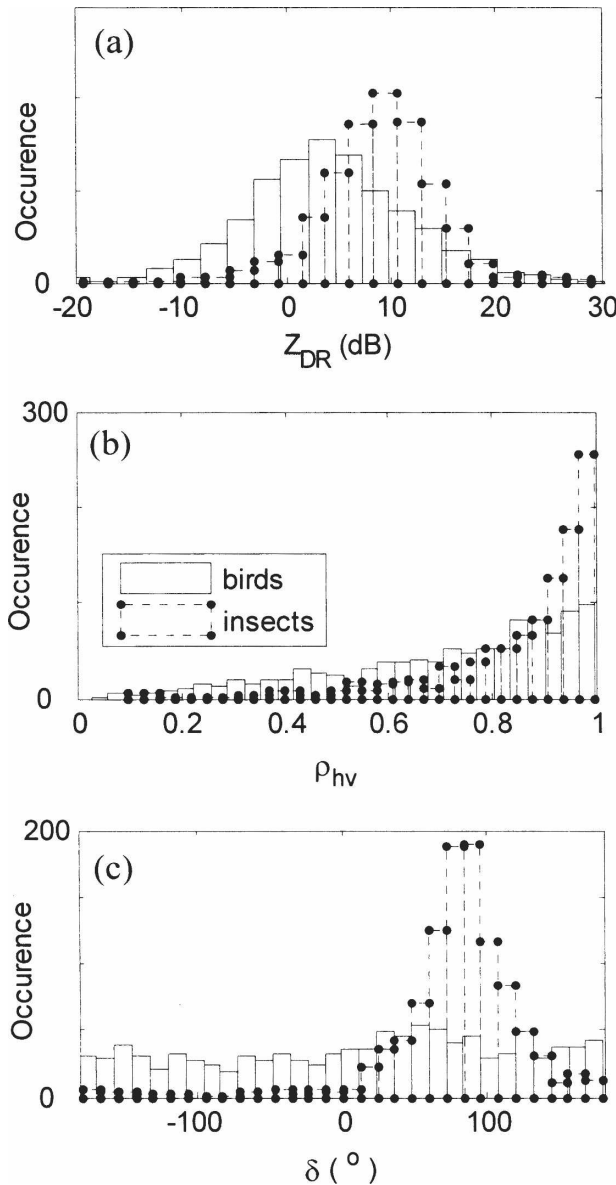 (a)
Occurence
0
-20 -10 0 10 20 30
Z_DR (dB)
300
(b)
Occurence
birds
insects
0
0 0.2 0.4 0.6 0.8 1
ρ_hv
200
(c)
Occurence
0
-100 0 100
δ (°)